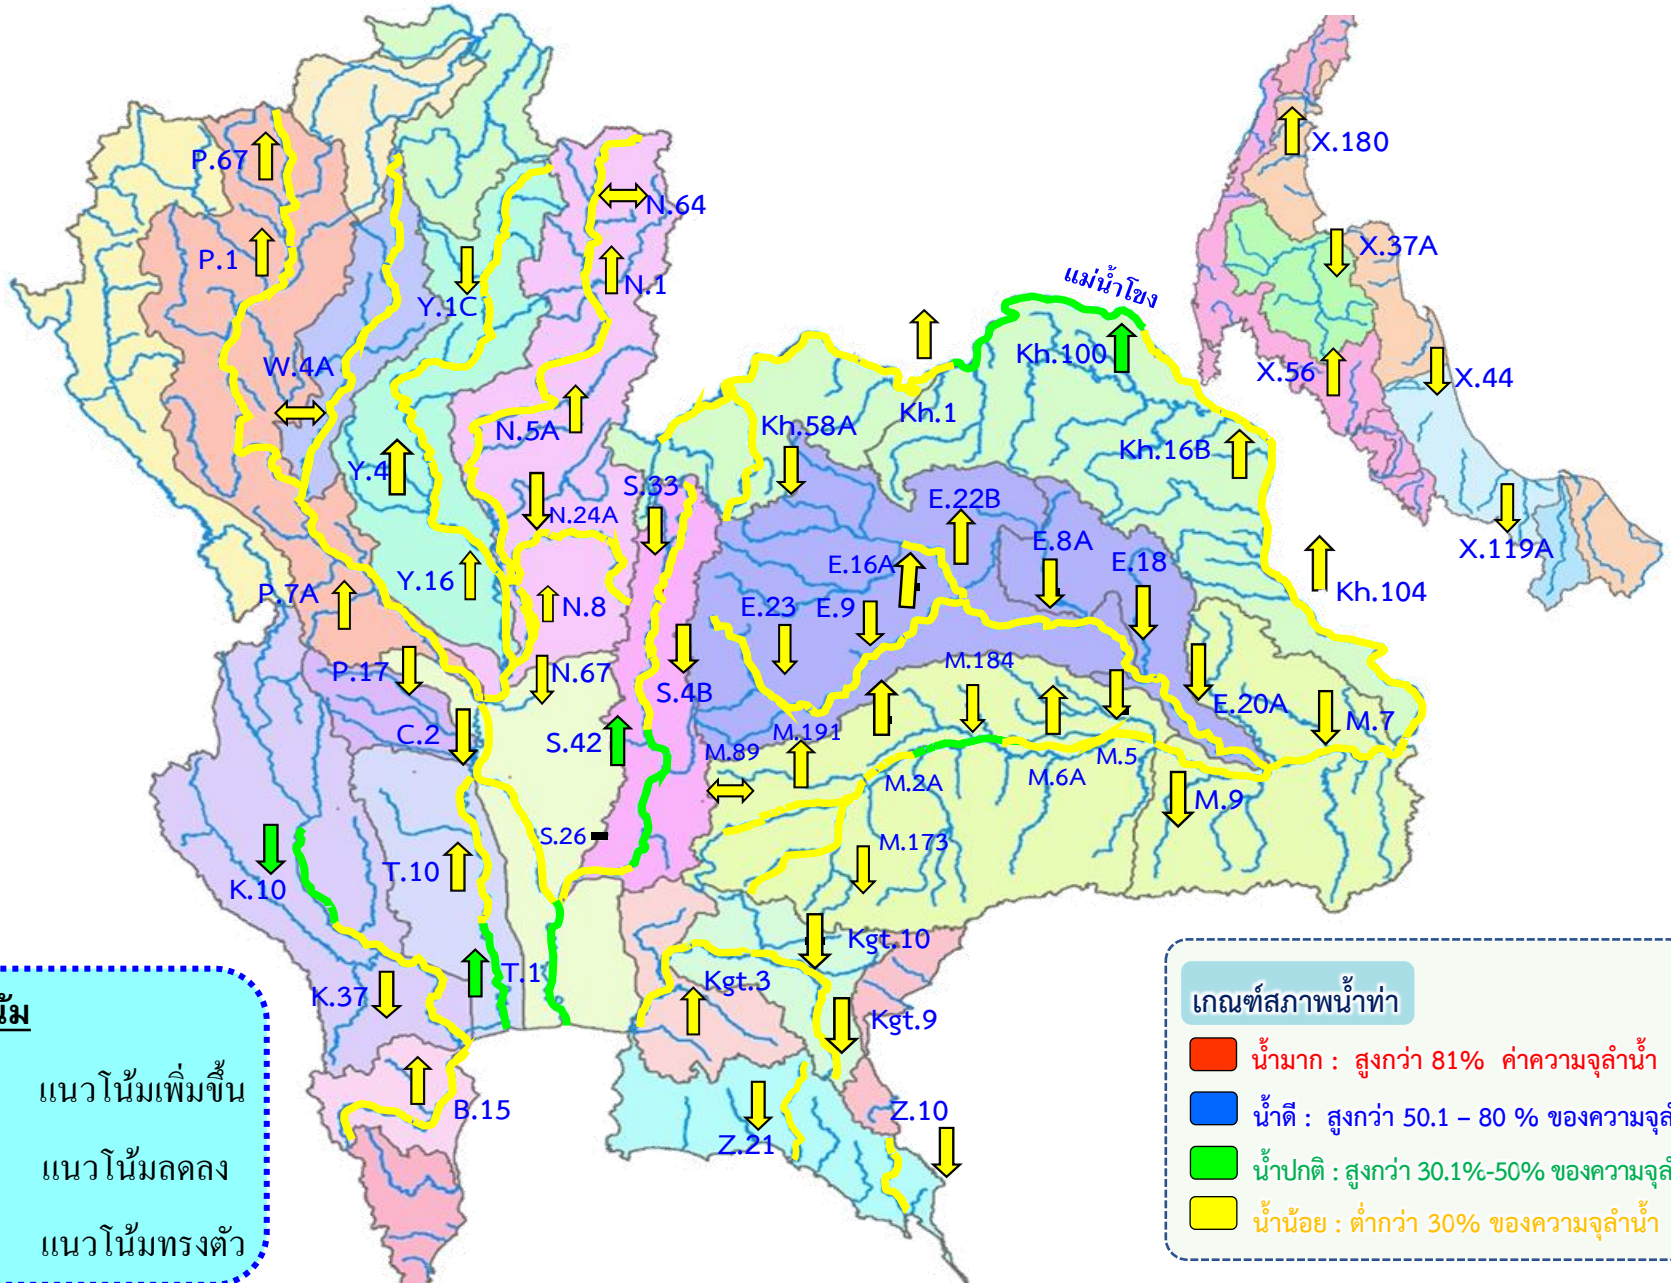 P.67
P.1
W.4A
Y.1C
N.64
N.1
N.5A
Y.4
N.24A
Y.16
N.8
P.7A
P.17
N.67
C.2
S.33
S.4B
S.42
S.26
แม่น้ำโขง
Kh.100
Kh.1
Kh.58A
Kh.16B
Kh.104
E.22B
E.16A
E.8A
E.18
E.23
E.9
E.20A
M.184
M.191
M.89
M.2A
M.6A
M.5
M.7
M.9
M.173
X.180
X.37A
X.56
X.44
X.119A
K.10
T.10
T.1
K.37
B.15
Kgt.10
Kgt.3
Kgt.9
Z.21
Z.10
แนวโน้มเพิ่มขึ้น
แนวโน้มลดลง
แนวโน้มทรงตัว
เกณฑ์สภาพน้ำท่า
น้ำมาก : สูงกว่า 81% ค่าความจุลำน้ำ
น้ำดี : สูงกว่า 50.1 – 80 % ของความจุลำ
น้ำปกติ : สูงกว่า 30.1%-50% ของความจุลำ
น้ำน้อย : ต่ำกว่า 30% ของความจุลำน้ำ